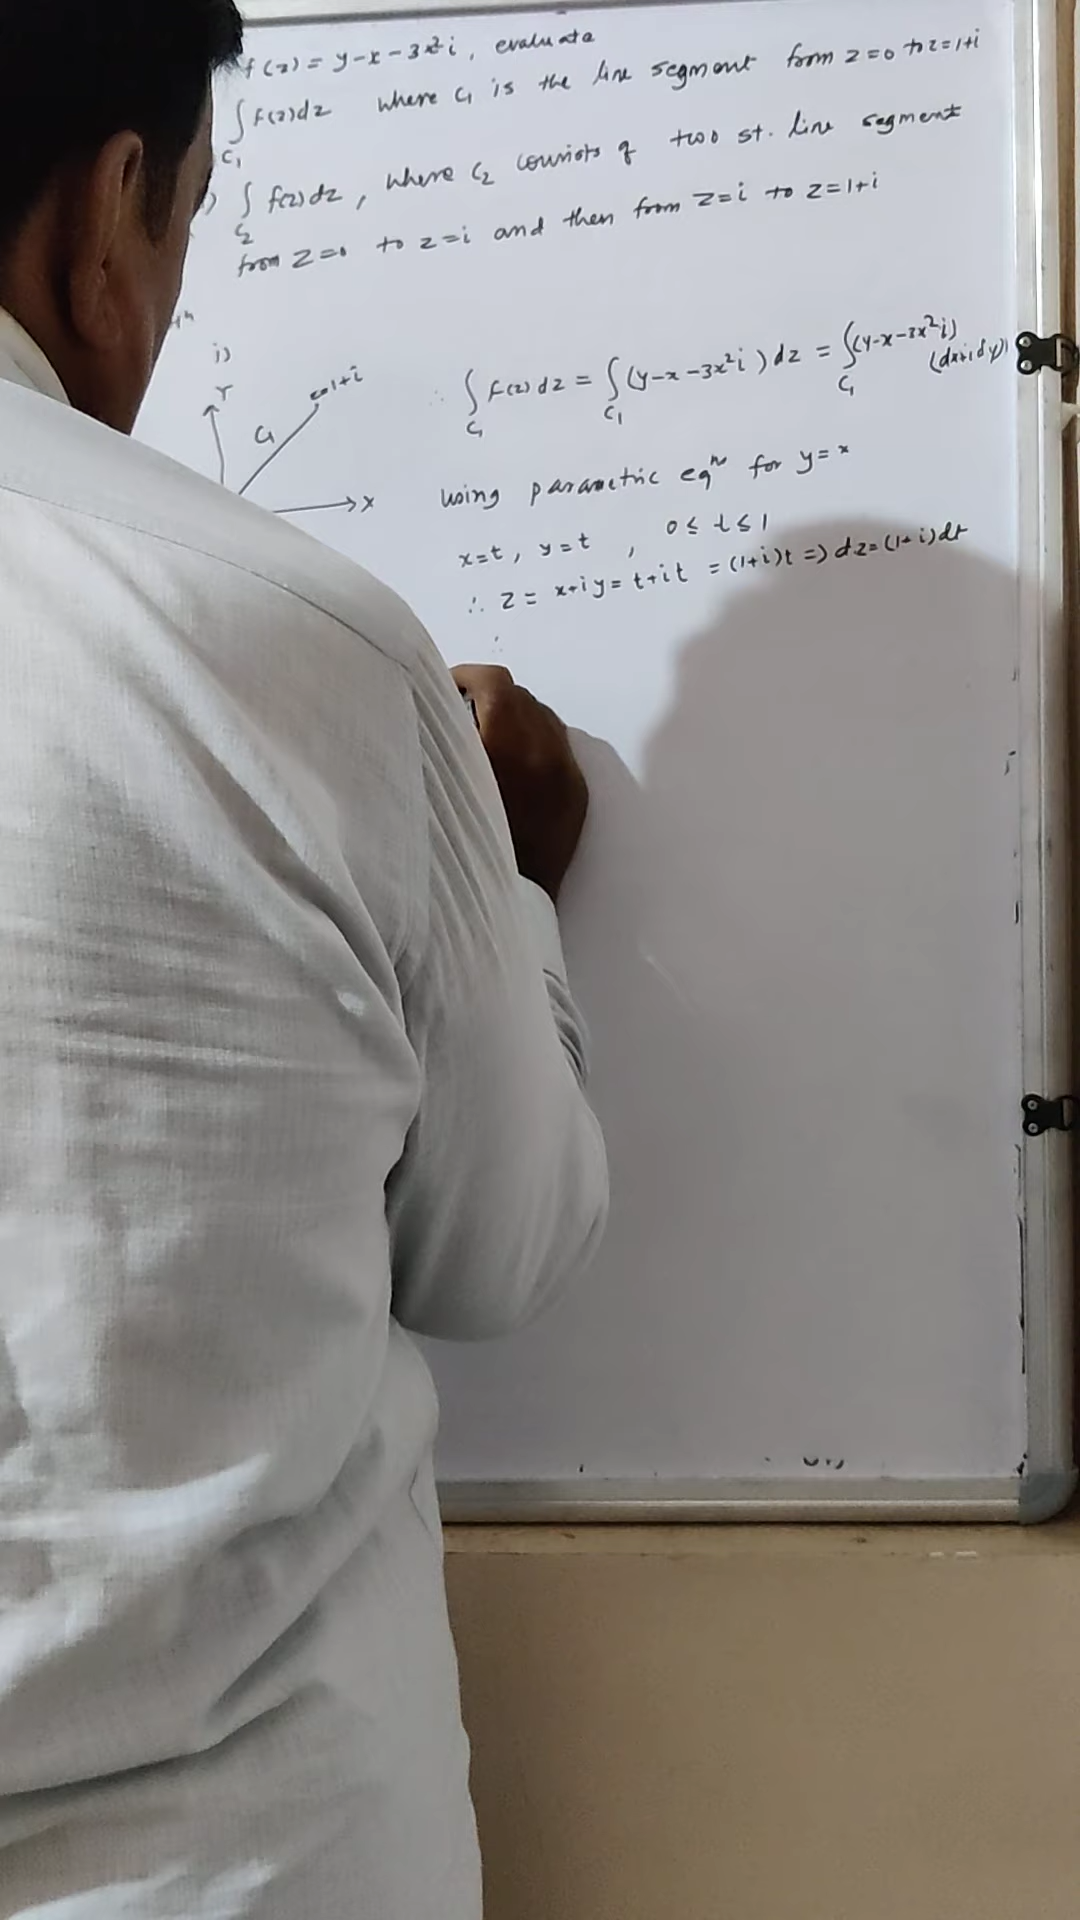 f(z) = y-x-3x²i, evaluate
∫ f(z)dz where C₁ is the line segment from z=0 to z=1+i
C₁
) ∫ f(z)dz, where C₂ consists of two st. line segment
C₂
from z=0 to z=i and then from z=i to z=1+i
i)
Y
1+i
C₁
X
∴ ∫ f(z) dz = ∫ (y-x-3x²i) dz = ∫ (y-x-3x²i)
(dx+idy)
C₁ C₁ C₁
using parametric eqⁿ for y=x
x=t, y=t , 0≤t≤1
∴ z = x+iy = t+it = (1+i)t => dz=(1+i)dt